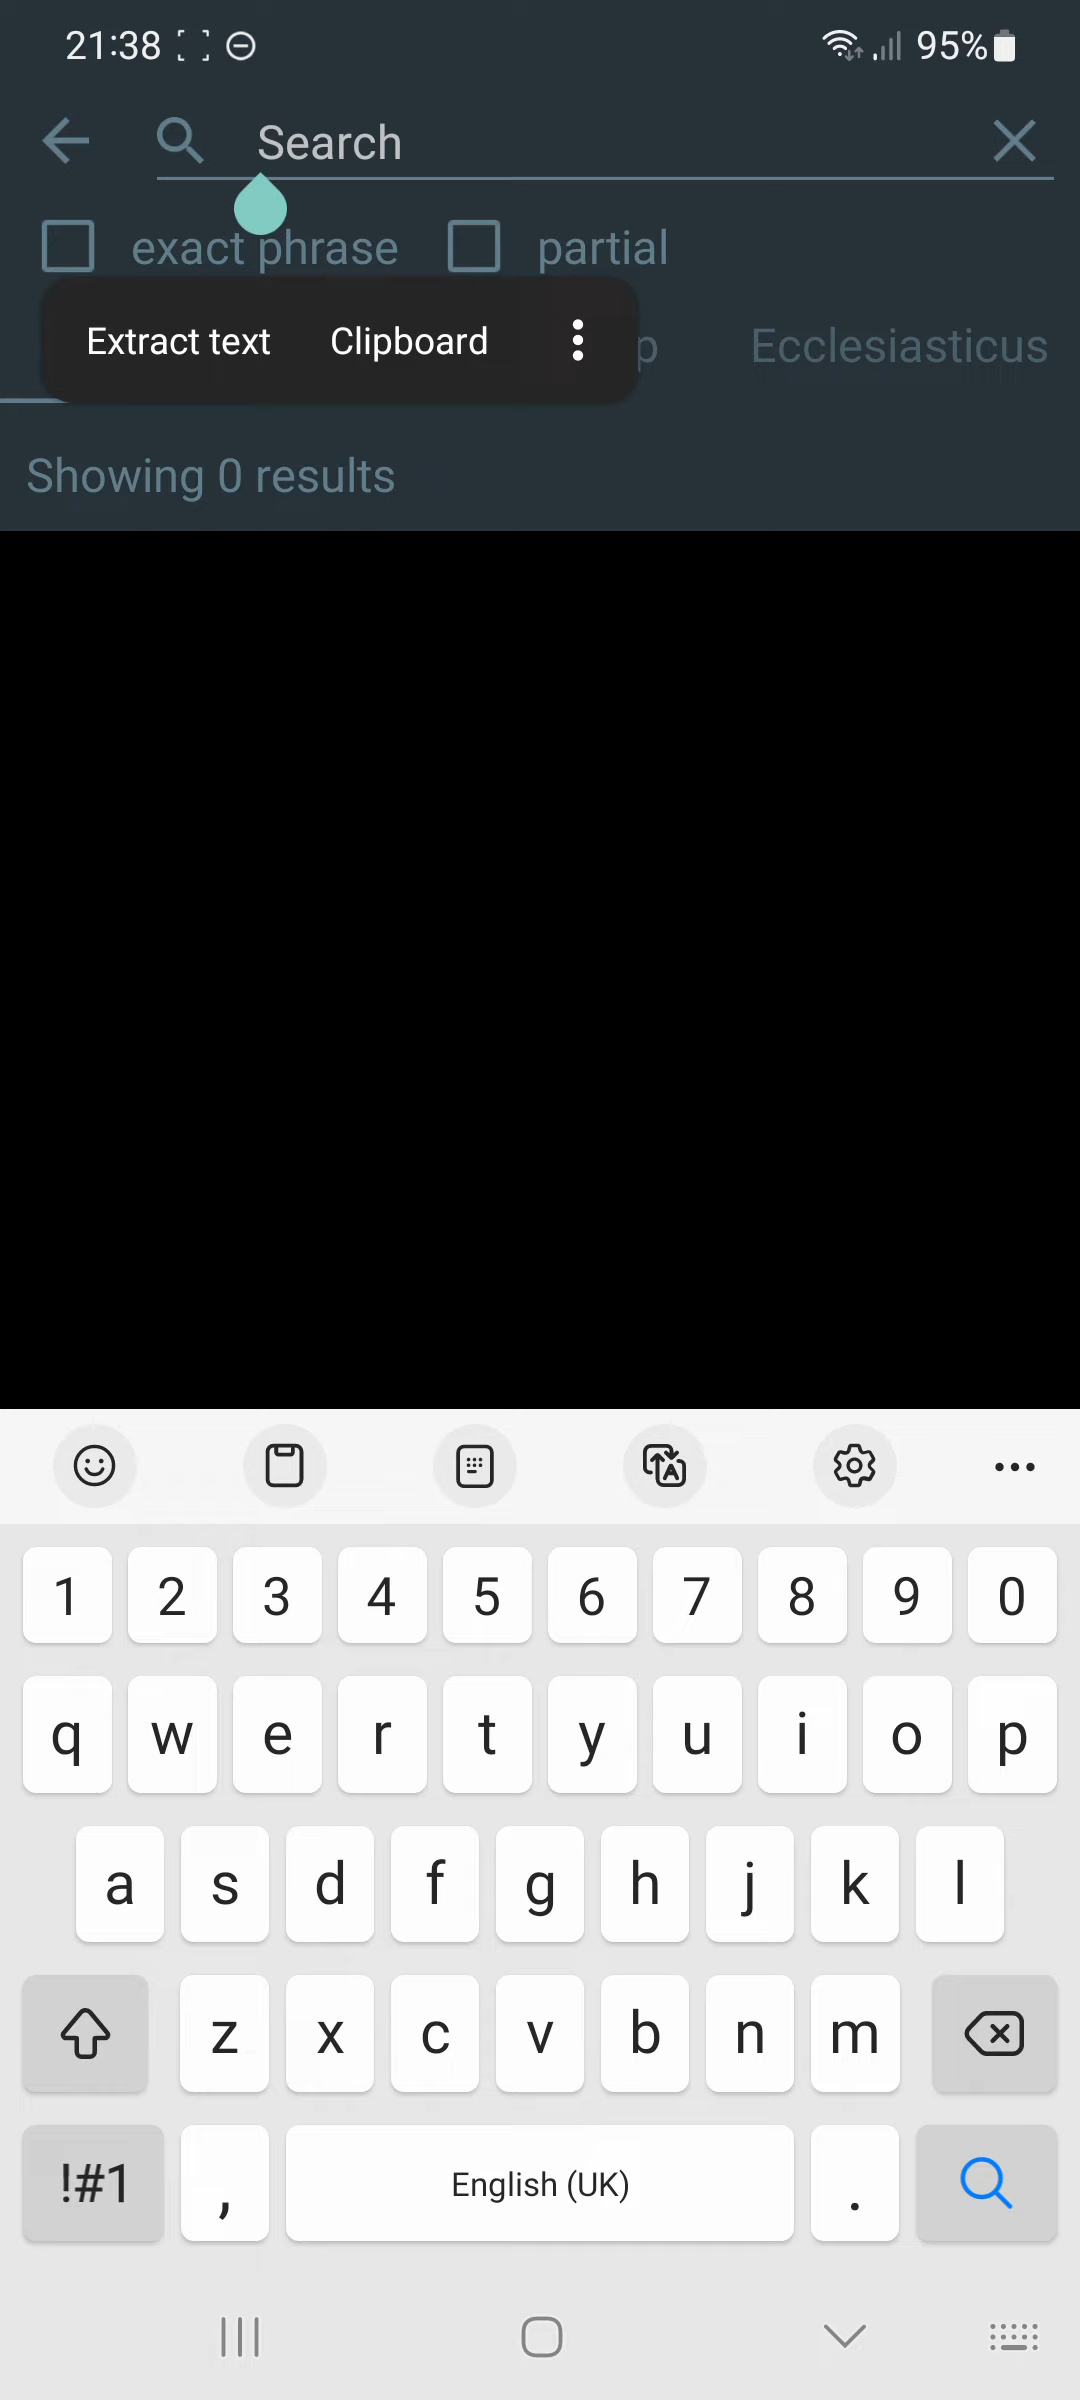 21:38 95%
Search
exact phrase partial
Extract text Clipboard Ecclesiasticus
Showing 0 results
1 2 3 4 5 6 7 8 9 0
q w e r t y u i o p
a s d f g h j k l
z x c v b n m
!#1 , English (UK) .